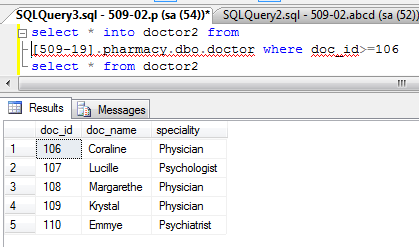 SQLQuery3.sql - 509-02.p (sa (54))* SQLQuery2.sql - 509-02.abcd (sa (52))
select * into doctor2 from
[509-19].pharmacy.dbo.doctor where doc_id>=106
select * from doctor2
Results Messages
doc_id doc_name speciality
1 106 Coraline Physician
2 107 Lucille Psychologist
3 108 Margarethe Physician
4 109 Krystal Physician
5 110 Emmye Psychiatrist